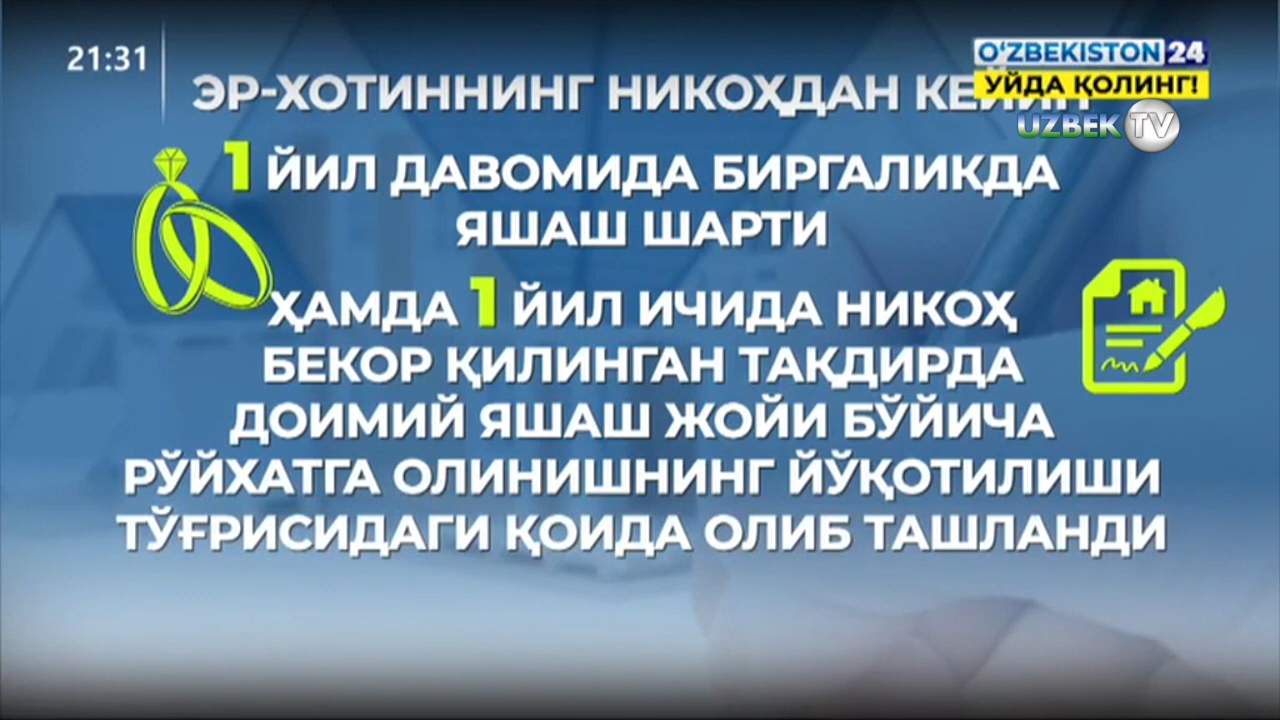 21:31
O‘ZBEKISTON 24
УЙДА ҚОЛИНГ!
UZBEK TV
ЭР-ХОТИННИНГ НИКОҲДАН
1 ЙИЛ ДАВОМИДА БИРГАЛИКДА
ЯШАШ ШАРТИ
ҲАМДА 1 ЙИЛ ИЧИДА НИКОҲ
БЕКОР ҚИЛИНГАН ТАҚДИРДА
ДОИМИЙ ЯШАШ ЖОЙИ БЎЙИЧА
РЎЙХАТГА ОЛИНИШНИНГ ЙЎҚОТИЛИШИ
ТЎҒРИСИДАГИ ҚОИДА ОЛИБ ТАШЛАНДИ